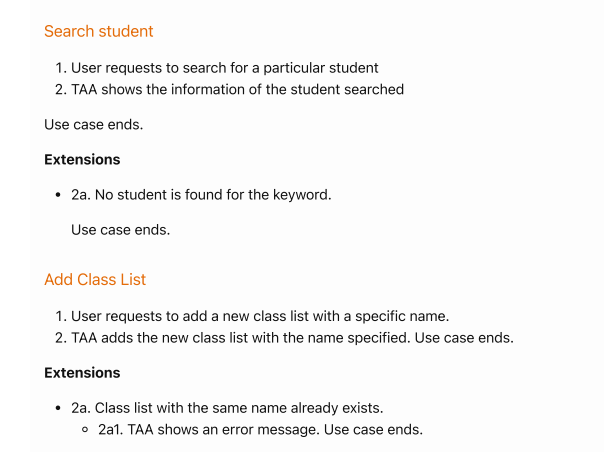 Search student
1. User requests to search for a particular student
2. TAA shows the information of the student searched
Use case ends.
Extensions
• 2a. No student is found for the keyword.
Use case ends.
Add Class List
1. User requests to add a new class list with a specific name.
2. TAA adds the new class list with the name specified. Use case ends.
Extensions
• 2a. Class list with the same name already exists.
◦ 2a1. TAA shows an error message. Use case ends.